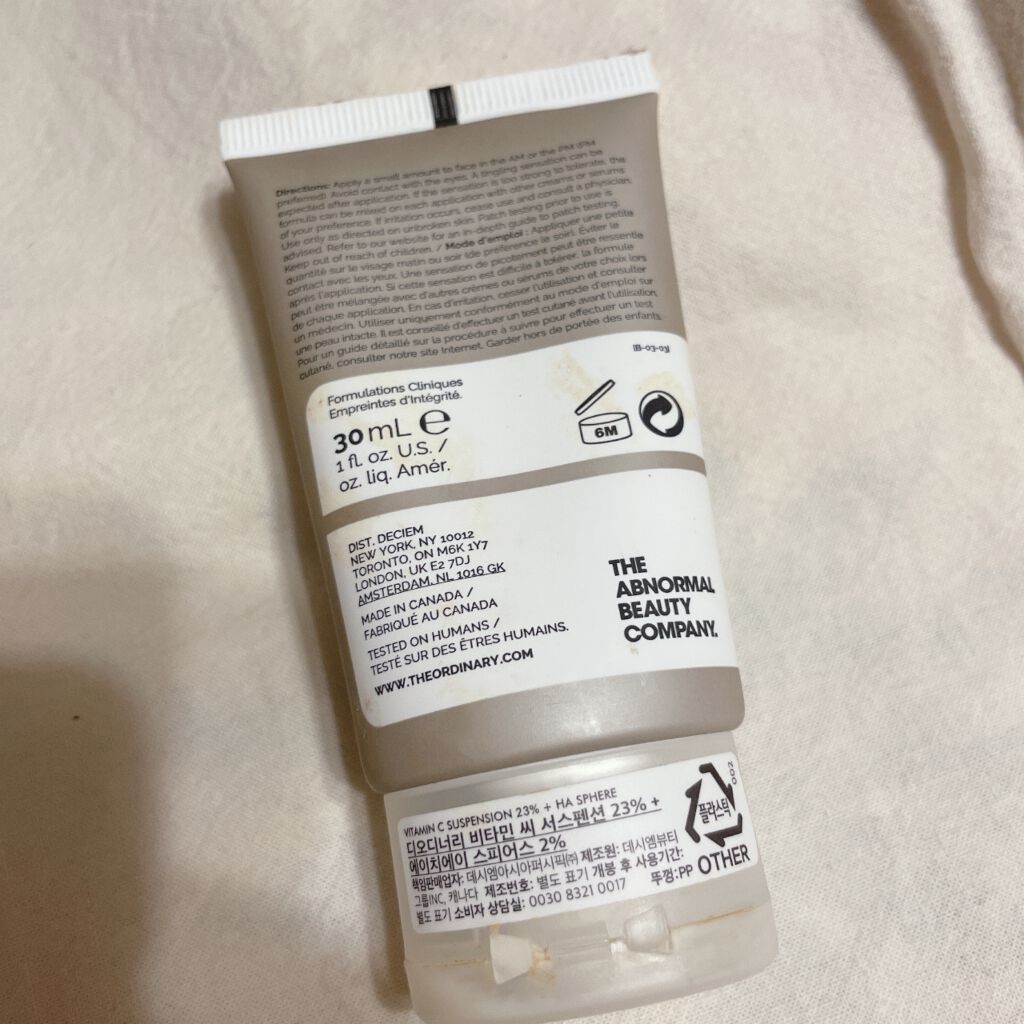 Directions: Apply a small amount to face in the AM or the PM (PM
preferred). Avoid contact with the eyes. A tingling sensation can be
expected after application. If the sensation is too strong to tolerate, the
formula can be mixed on each application with other creams or serums
of your preference. If irritation occurs, cease use and consult a physician.
Use only as directed on unbroken skin. Patch testing prior to use is
advised. Refer to our website for an in-depth guide to patch testing.
Keep out of reach of children. / Mode d'emploi : Appliquer une petite
quantité sur le visage matin ou soir (de préférence le soir). Éviter le
contact avec les yeux. Une sensation de picotement peut être ressentie
après l'application. Si cette sensation est difficile à tolérer, la formule
peut être mélangée avec d'autres crèmes ou sérums de votre choix lors
de chaque application. En cas d'irritation, cesser l'utilisation et consulter
un médecin. Utiliser uniquement conformément au mode d'emploi sur
une peau intacte. Il est conseillé d'effectuer un test cutané avant l'utilisation.
Pour un guide détaillé sur la procédure à suivre pour effectuer un test
cutané, consulter notre site Internet. Garder hors de portée des enfants.
Formulations Cliniques
Empreintes d'Intégrité.
30 mL e
1 fl. oz. U.S. /
oz. liq. Amér.
6M
DIST. DECIEM
NEW YORK, NY 10012
TORONTO, ON M6K 1Y7
LONDON, UK E2 7DJ
AMSTERDAM, NL 1016 GK
MADE IN CANADA /
FABRIQUÉ AU CANADA
TESTED ON HUMANS /
TESTÉ SUR DES ÊTRES HUMAINS.
WWW.THEORDINARY.COM
THE
ABNORMAL
BEAUTY
COMPANY.
VITAMIN C SUSPENSION 23% + HA SPHERE
디오디너리 비타민 씨 서스펜션 23% +
에이치에이 스피어스 2%
책임판매업자: 데시엠아시아퍼시픽㈜ 제조원: 데시엠뷰티
그룹INC, 캐나다 제조번호: 별도 표기 개봉 후 사용기간:
별도 표기 소비자 상담실: 0030 8321 0017
뚜껑:PP
플라스틱
OTHER
002